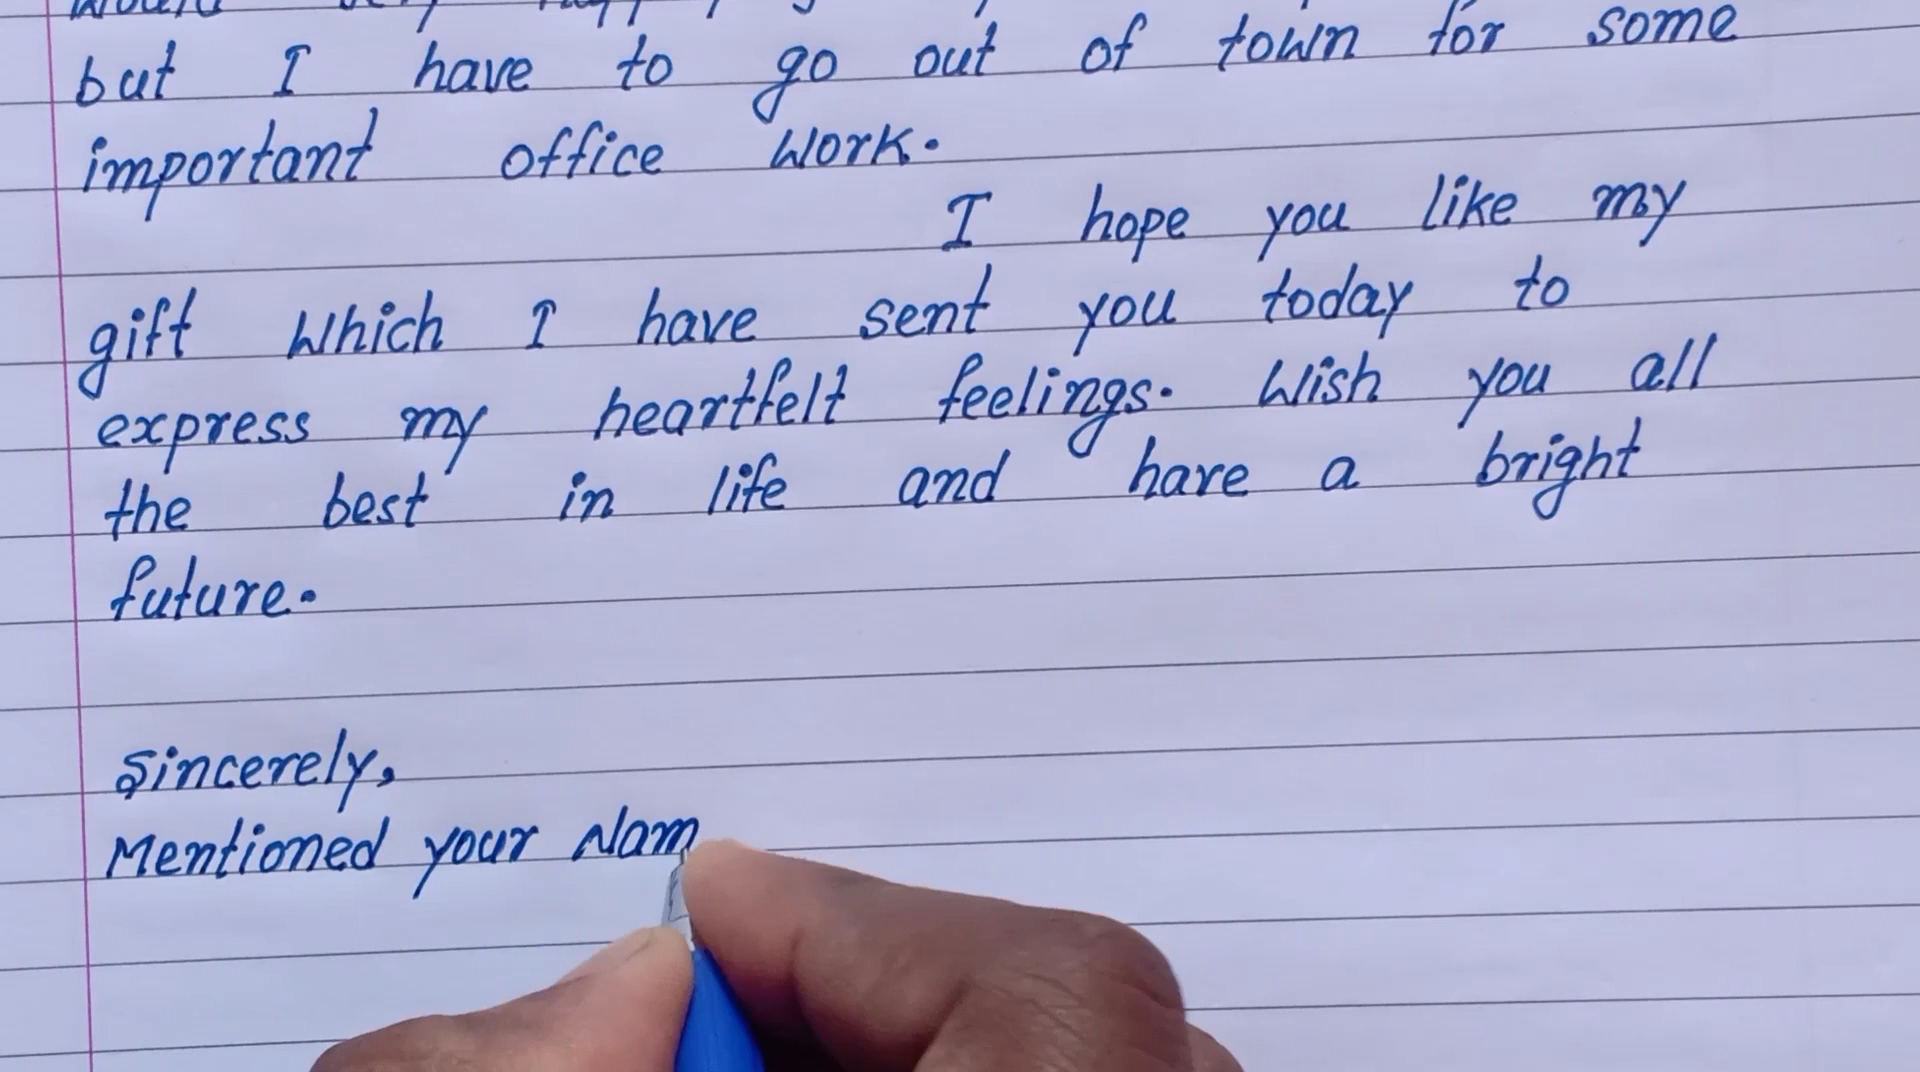 but I have to go out of town for some
important office work.
I hope you like my
gift which I have sent you today to
express my heartfelt feelings. Wish you all
the best in life and have a bright
future.
Sincerely,
Mentioned your Nam